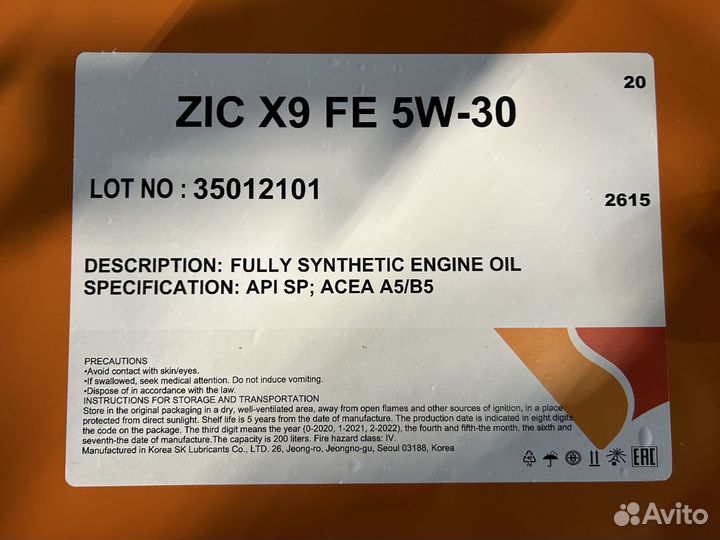 20
ZIC X9 FE 5W-30
LOT NO : 35012101
2615
DESCRIPTION: FULLY SYNTHETIC ENGINE OIL
SPECIFICATION: API SP; ACEA A5/B5
PRECAUTIONS
•Avoid contact with skin/eyes.
•If swallowed, seek medical attention. Do not induce vomiting.
•Dispose of in accordance with the law.
INSTRUCTIONS FOR STORAGE AND TRANSPORTATION
Store in the original packaging in a dry, well-ventilated area, away from open flames and other sources of ignition, in a place
protected from direct sunlight. Shelf life is 5 years from the date of manufacture. The production date is indicated in eight digits
the code on the package. The third digit means the year (0-2020, 1-2021, 2-2022), the fourth and fifth-the month, the sixth and
seventh-the date of manufacture.The capacity is 200 liters. Fire hazard class: IV.
Manufactured in Korea SK Lubricants Co., LTD. 26, Jeong-ro, Jeongno-gu, Seoul 03188, Korea
EAC
Avito